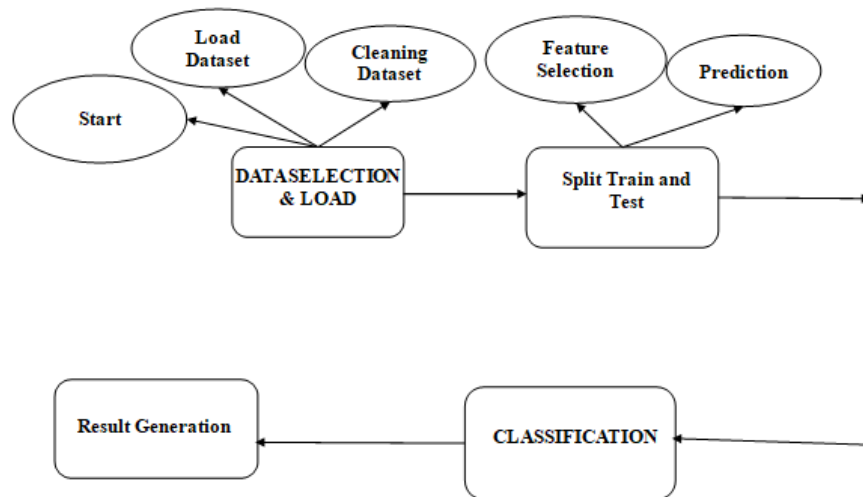 Load
Dataset
Cleaning
Dataset
Feature
Selection
Prediction
Start
DATASELECTION
& LOAD
Split Train and
Test
Result Generation
CLASSIFICATION